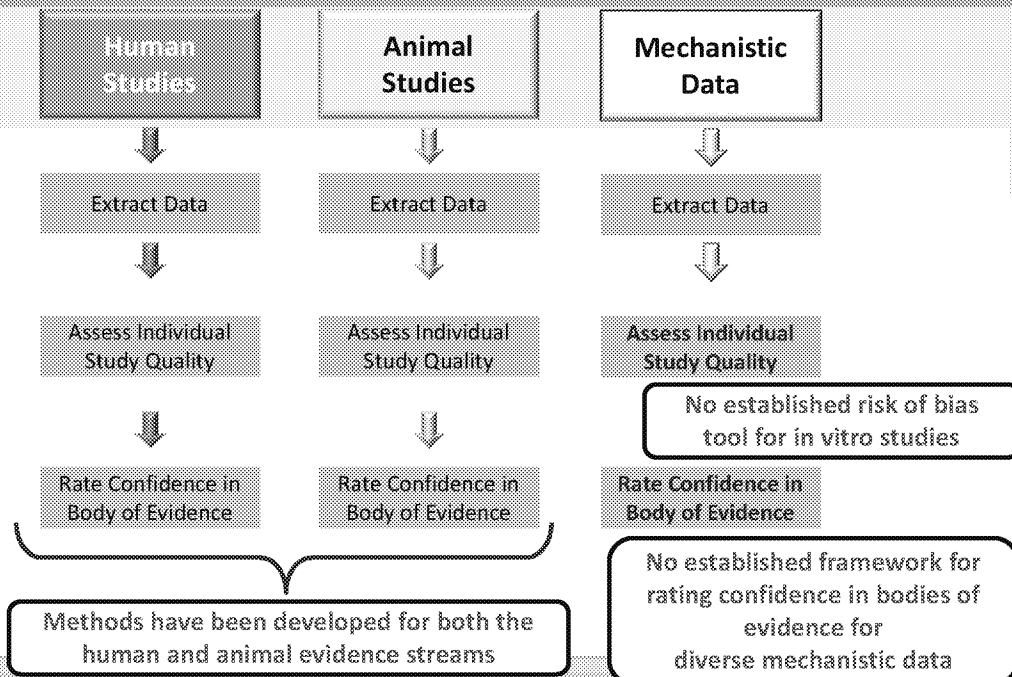 Human
Studies
Animal
Studies
Mechanistic
Data
Extract Data
Extract Data
Extract Data
Assess Individual
Study Quality
Assess Individual
Study Quality
Assess Individual
Study Quality
No established risk of bias
tool for in vitro studies
Rate Confidence in
Body of Evidence
Rate Confidence in
Body of Evidence
Rate Confidence in
Body of Evidence
Methods have been developed for both the
human and animal evidence streams
No established framework for
rating confidence in bodies of
evidence for
diverse mechanistic data